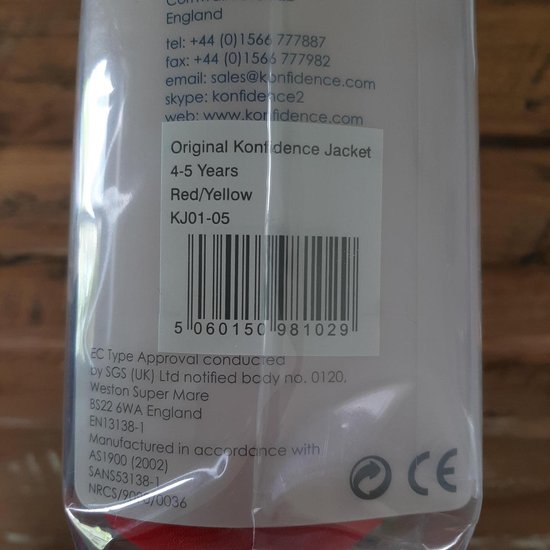 England
tel: +44 (0)1566 777887
fax: +44 (0)1566 777982
email: sales@konfidence.com
skype: konfidence2
web: www.konfidence.com
Original Konfidence Jacket
4-5 Years
Red/Yellow
KJ01-05
5 060150 981029
EC Type Approval conducted
by SGS (UK) Ltd notified body no. 0120,
Weston Super Mare
BS22 6WA England
EN13138-1
Manufactured in accordance with
AS1900 (2002)
SANS53138-1
CE